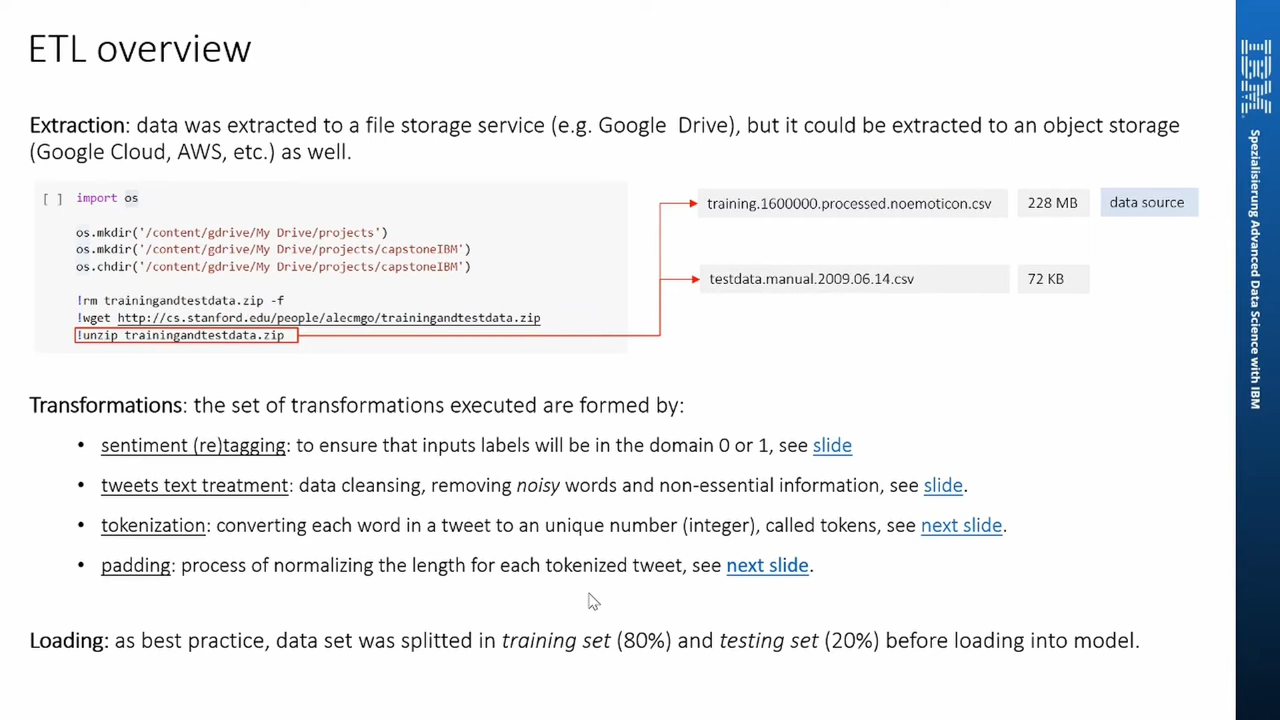 ETL overview
Extraction: data was extracted to a file storage service (e.g. Google Drive), but it could be extracted to an object storage
(Google Cloud, AWS, etc.) as well.
[ ] import os
os.mkdir('/content/gdrive/My Drive/projects')
os.mkdir('/content/gdrive/My Drive/projects/capstoneIBM')
os.chdir('/content/gdrive/My Drive/projects/capstoneIBM')
!rm trainingandtestdata.zip -f
!wget http://cs.stanford.edu/people/alecmgo/trainingandtestdata.zip
!unzip trainingandtestdata.zip
training.1600000.processed.noemoticon.csv 228 MB data source
testdata.manual.2009.06.14.csv 72 KB
Transformations: the set of transformations executed are formed by:
• sentiment (re)tagging: to ensure that inputs labels will be in the domain 0 or 1, see slide
• tweets text treatment: data cleansing, removing noisy words and non-essential information, see slide.
• tokenization: converting each word in a tweet to an unique number (integer), called tokens, see next slide.
• padding: process of normalizing the length for each tokenized tweet, see next slide.
Loading: as best practice, data set was splitted in training set (80%) and testing set (20%) before loading into model.
IBM
Spezialisierung Advanced Data Science with IBM